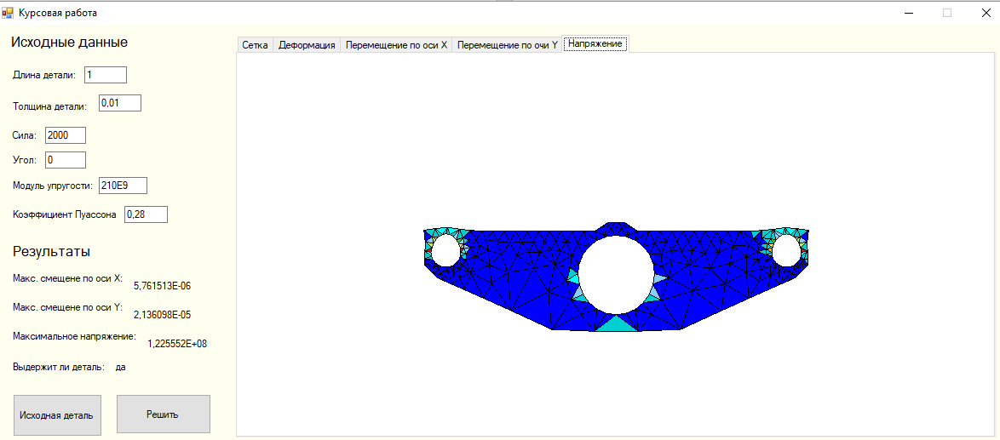 Курсовая работа
Исходные данные
Длина детали: 1
Толщина детали: 0,01
Сила: 2000
Угол: 0
Модуль упругости: 210E9
Коэффициент Пуассона 0,28
Результаты
Макс. смещене по оси X: 5,761513E-06
Макс. смещене по оси Y: 2,136098E-05
Максимальное напряжение: 1,225552E+08
Выдержит ли деталь: да
Исходная деталь Решить
Сетка Деформация Перемещение по оси X Перемещение по очи Y Напряжение